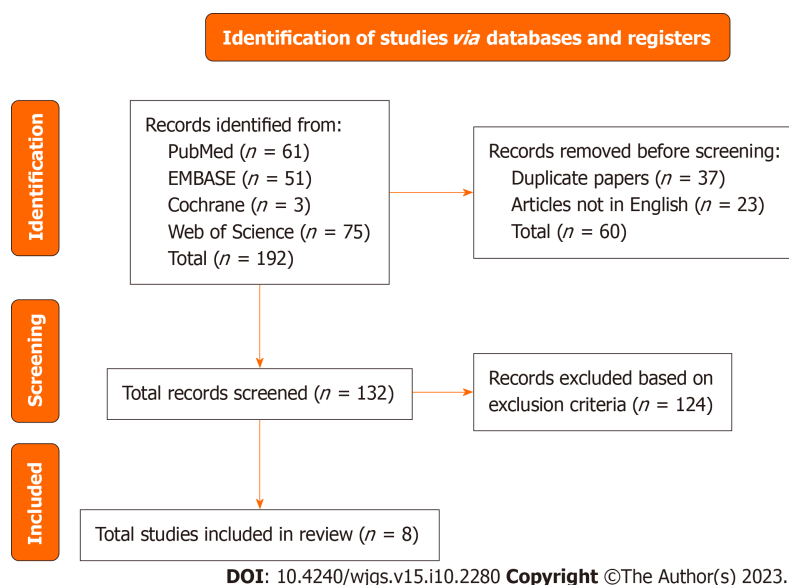 Identification of studies via databases and registers
Identification
Records identified from:
PubMed (n = 61)
EMBASE (n = 51)
Cochrane (n = 3)
Web of Science (n = 75)
Total (n = 192)
Records removed before screening:
Duplicate papers (n = 37)
Articles not in English (n = 23)
Total (n = 60)
Screening
Total records screened (n = 132)
Records excluded based on
exclusion criteria (n = 124)
Included
Total studies included in review (n = 8)
DOI: 10.4240/wjgs.v15.i10.2280 Copyright ©The Author(s) 2023.